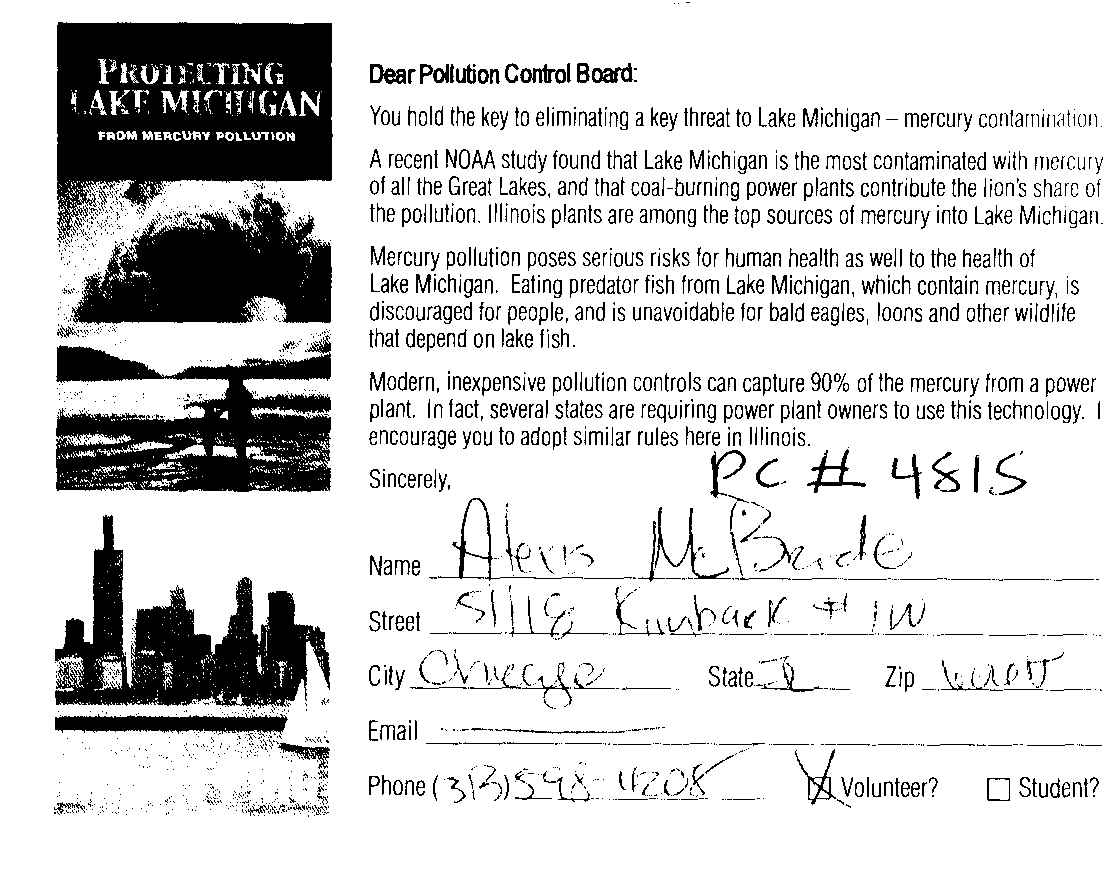 PROTECTING
LAKE MICHIGAN
FROM MERCURY POLLUTION
Dear Pollution Control Board:
You hold the key to eliminating a key threat to Lake Michigan – mercury contamination.
A recent NOAA study found that Lake Michigan is the most contaminated with mercury
of all the Great Lakes, and that coal-burning power plants contribute the lion's share of
the pollution. Illinois plants are among the top sources of mercury into Lake Michigan.
Mercury pollution poses serious risks for human health as well to the health of
Lake Michigan. Eating predator fish from Lake Michigan, which contain mercury, is
discouraged for people, and is unavoidable for bald eagles, loons and other wildlife
that depend on lake fish.
Modern, inexpensive pollution controls can capture 90% of the mercury from a power
plant. In fact, several states are requiring power plant owners to use this technology. I
encourage you to adopt similar rules here in Illinois.
PC # 4815
Sincerely,
Name Alexis McBride
Street 5118 Kimbark # 1W
City Chicago State IL Zip
Email
Phone (313) 598-4208 Volunteer? Student?